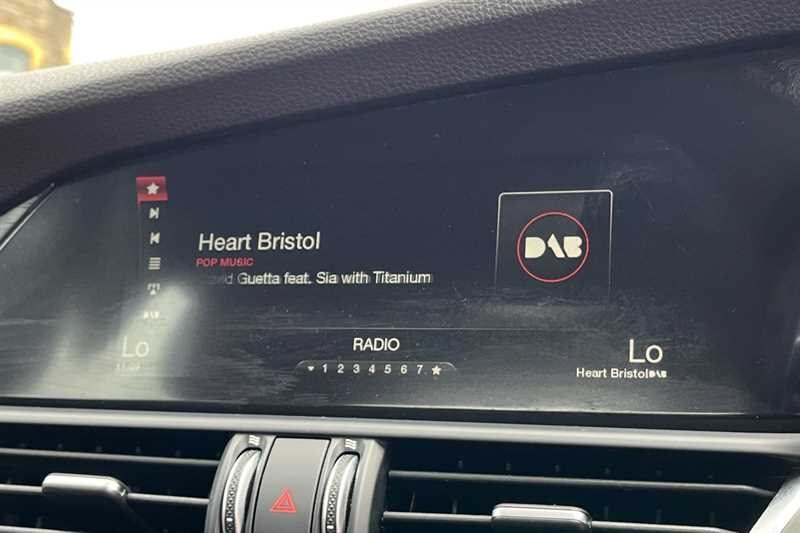 Heart Bristol
POP MUSIC
Guetta feat. Sia with Titanium
DAB
DAB
Lo
RADIO
Lo
1 2 3 4 5 6 7
Heart Bristol DAB